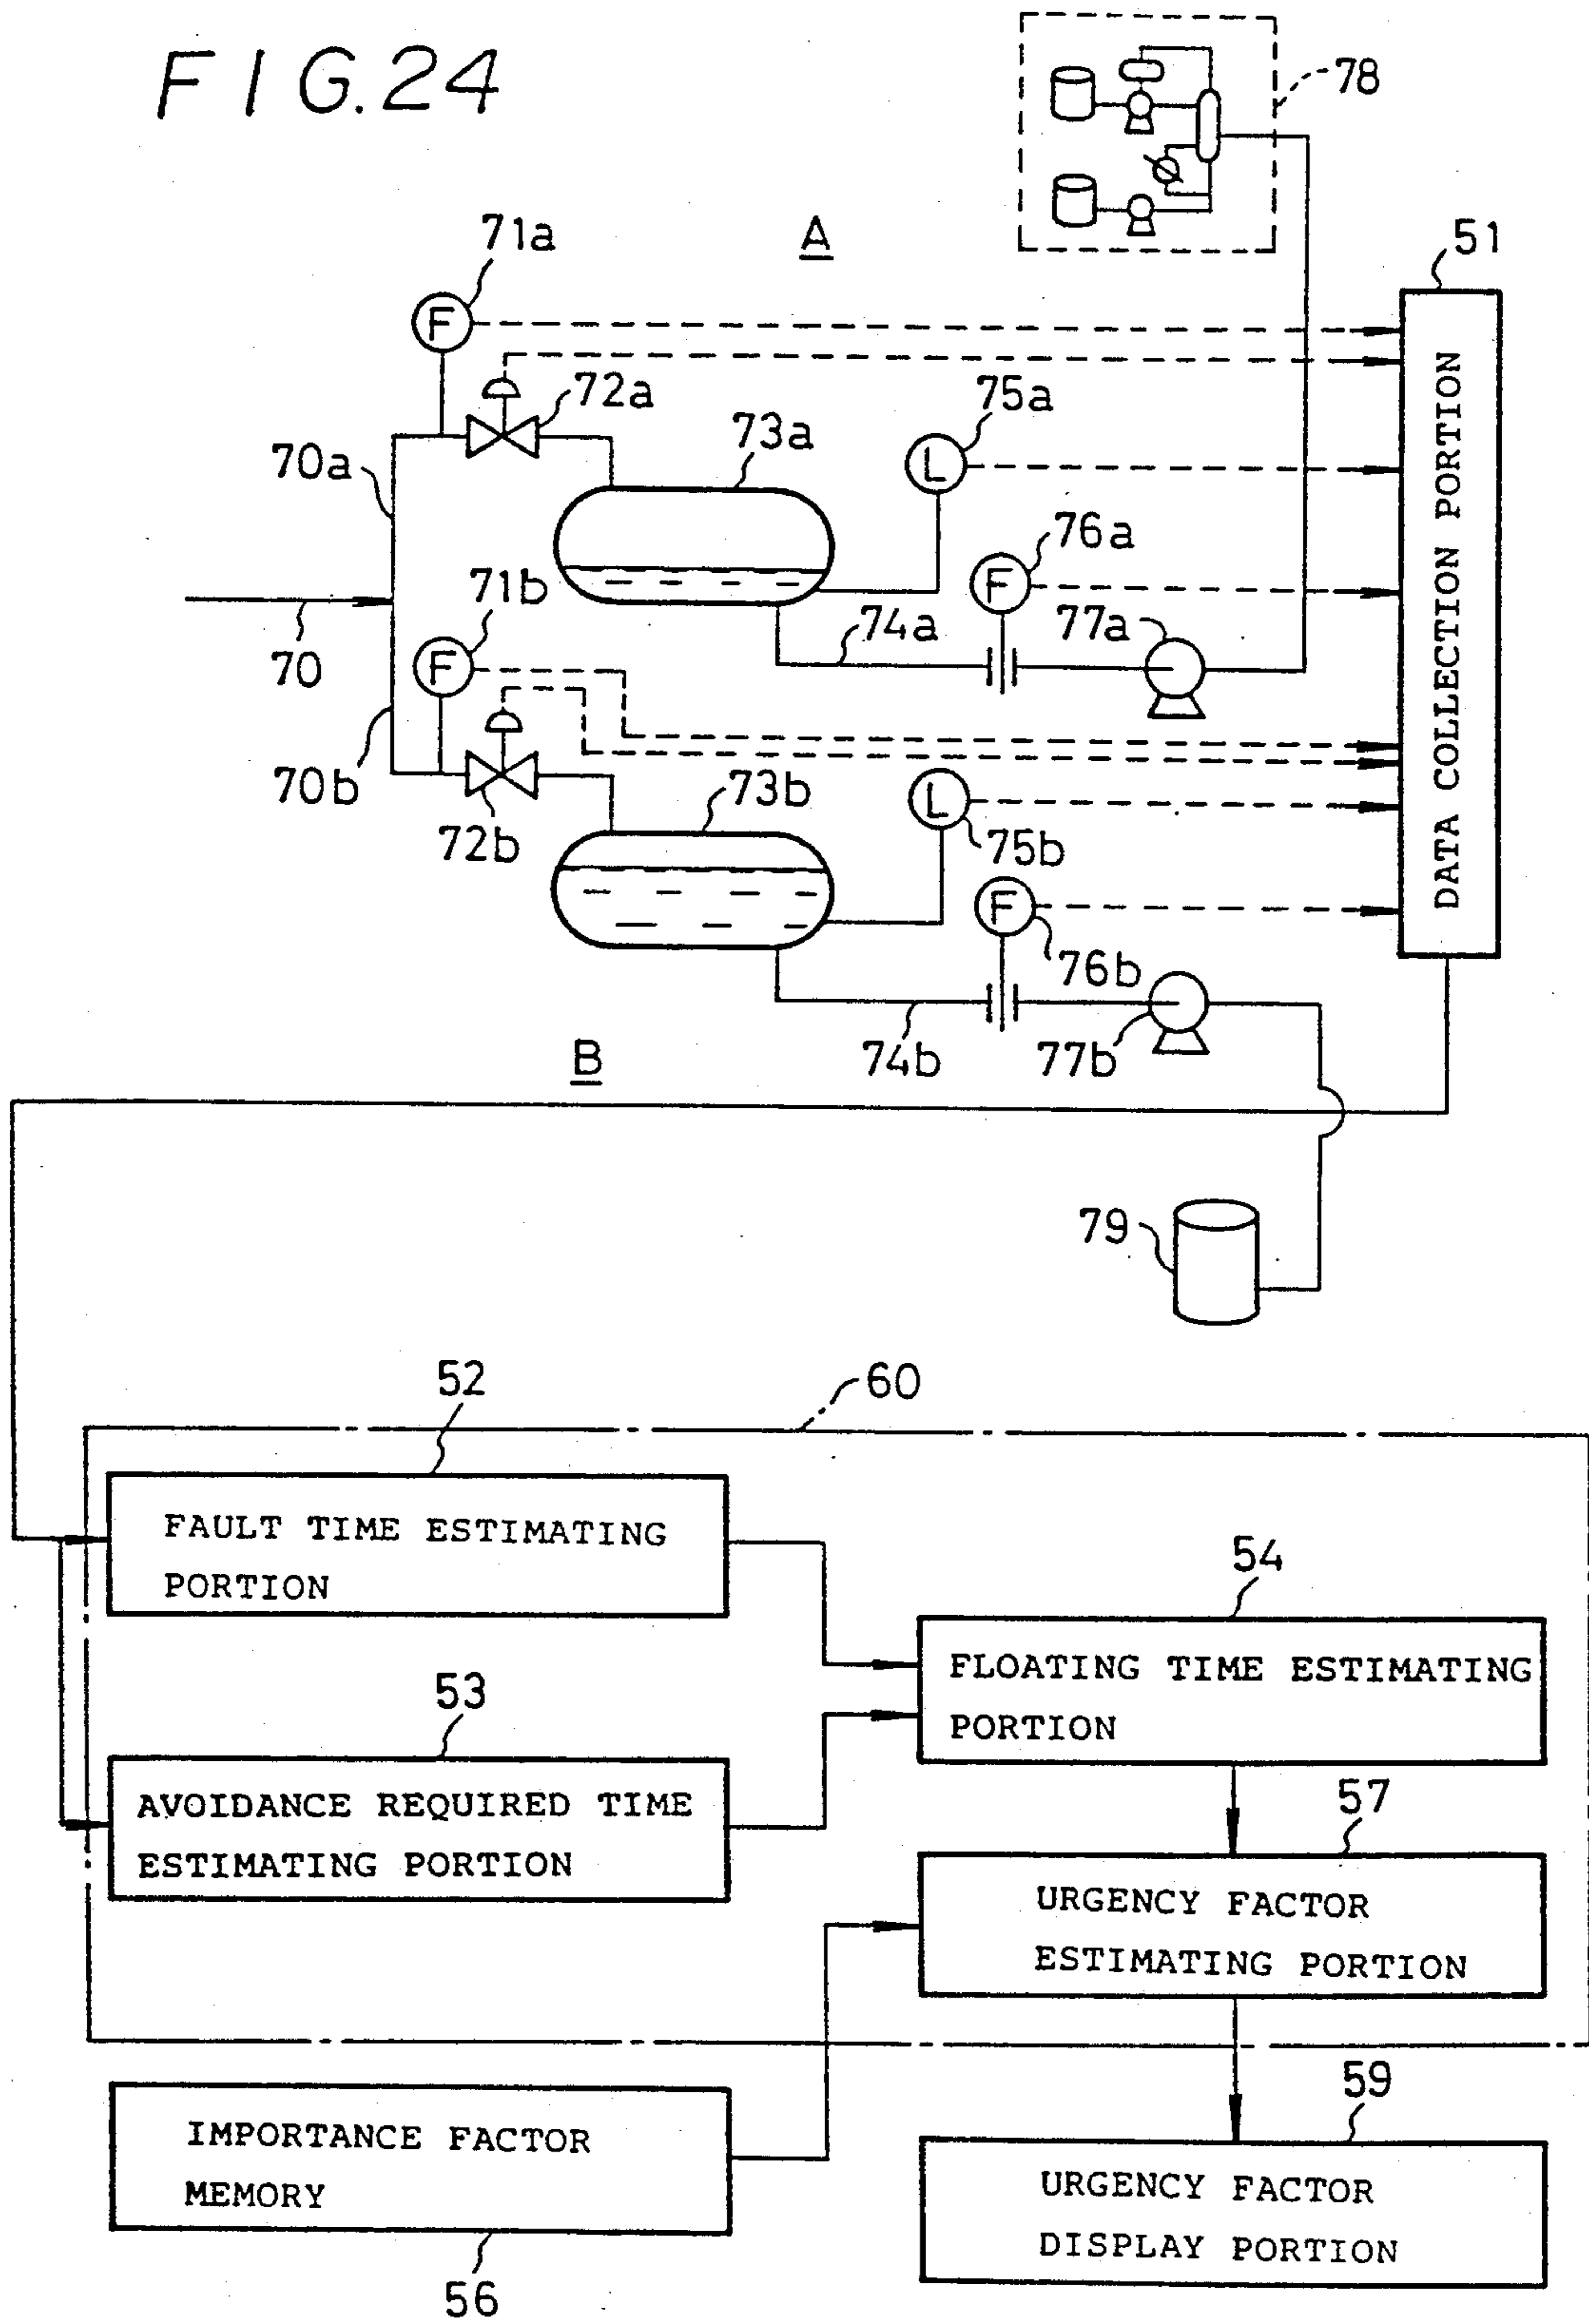 FIG.24
78
A
71a
51
72a
75a
73a
70a
76a
71b
74a
77a
70
DATA COLLECTION PORTION
70b
73b
72b
75b
76b
74b
77b
B
79
52
60
FAULT TIME ESTIMATING
PORTION
54
53
FLOATING TIME ESTIMATING
PORTION
AVOIDANCE REQUIRED TIME
ESTIMATING PORTION
57
URGENCY FACTOR
ESTIMATING PORTION
59
IMPORTANCE FACTOR
MEMORY
URGENCY FACTOR
DISPLAY PORTION
56
F
F
L
L
F
F